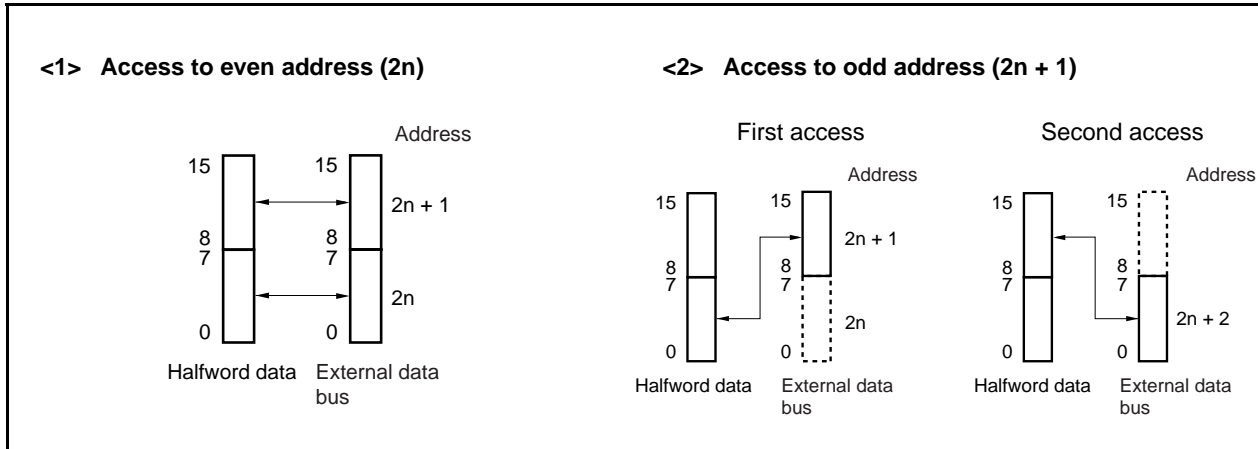 <1> Access to even address (2n)
Address
15 15
2n + 1
8 8
7 7
2n
0 0
Halfword data External data
bus
<2> Access to odd address (2n + 1)
First access
Address
15 15
2n + 1
8 8
7 7
2n
0 0
Halfword data External data
bus
Second access
Address
15 15
8 8
7 7
2n + 2
0 0
Halfword data External data
bus